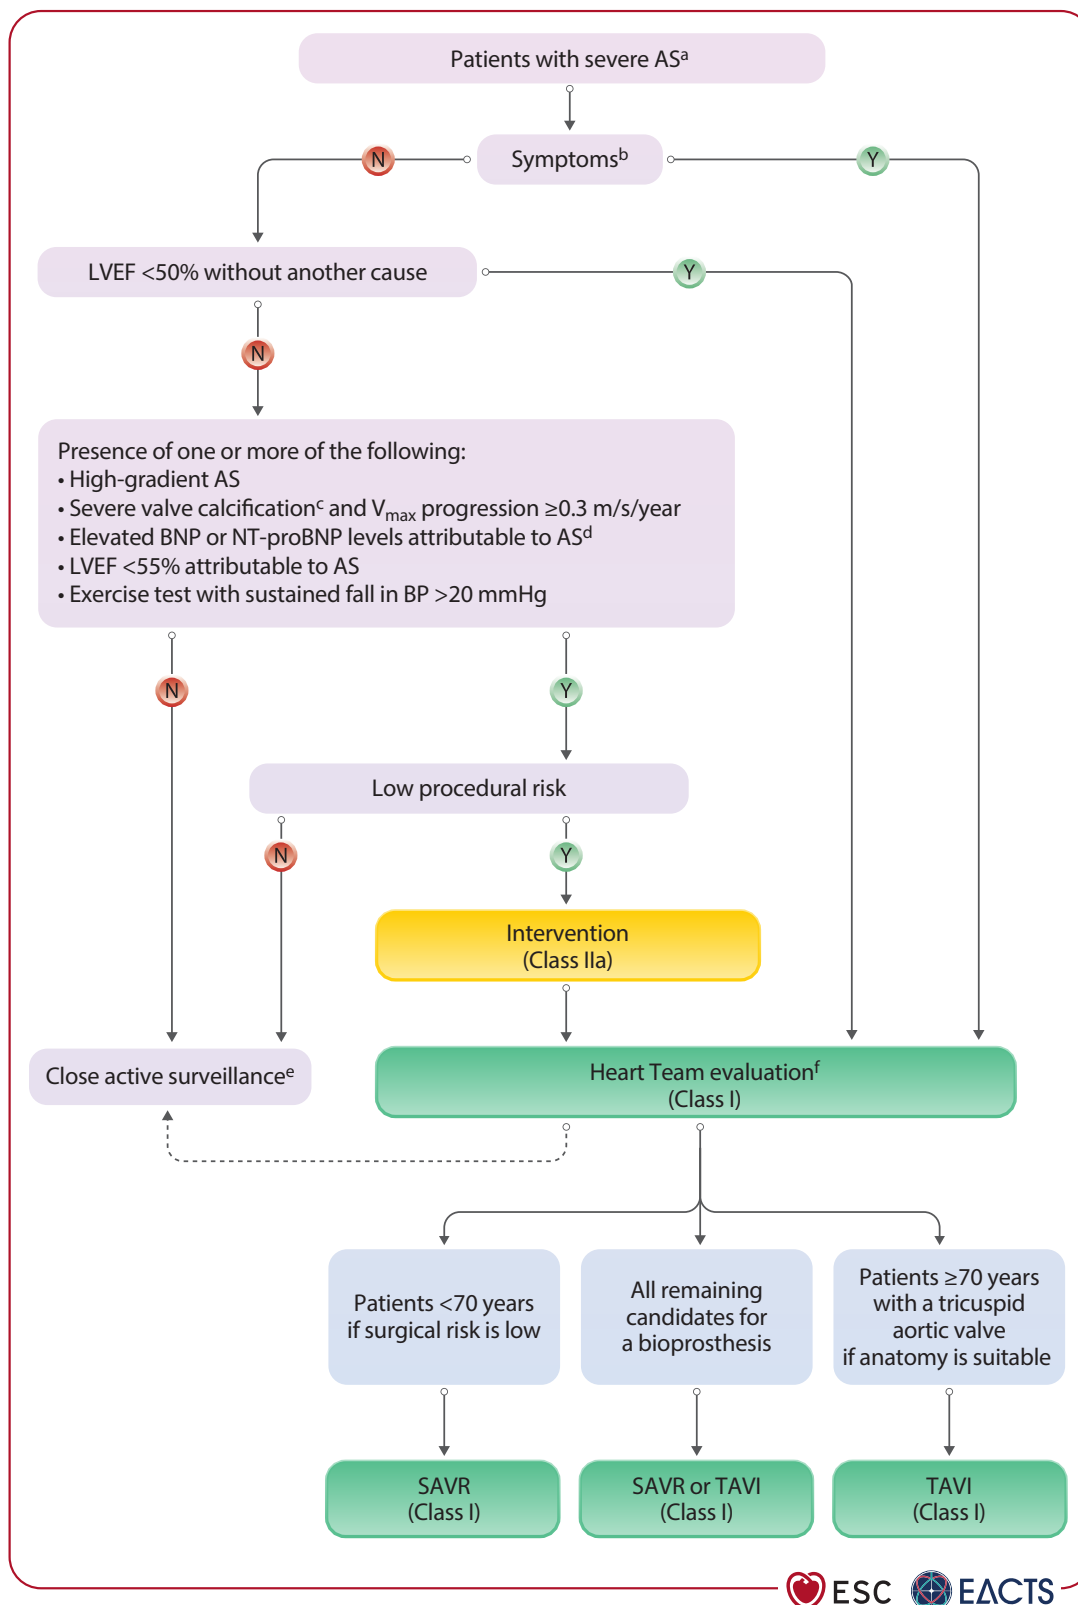 Patients with severe ASᵃ
N
Symptomsᵇ
Y
LVEF <50% without another cause
Y
N
Presence of one or more of the following:
• High-gradient AS
• Severe valve calcificationᶜ and Vmax progression ≥0.3 m/s/year
• Elevated BNP or NT-proBNP levels attributable to ASᵈ
• LVEF <55% attributable to AS
• Exercise test with sustained fall in BP >20 mmHg
N
Y
Low procedural risk
N
Y
Intervention
(Class IIa)
Close active surveillanceᵉ
Heart Team evaluationᶠ
(Class I)
Patients <70 years
if surgical risk is low
All remaining
candidates for
a bioprosthesis
Patients ≥70 years
with a tricuspid
aortic valve
if anatomy is suitable
SAVR
(Class I)
SAVR or TAVI
(Class I)
TAVI
(Class I)
ESC
EACTS